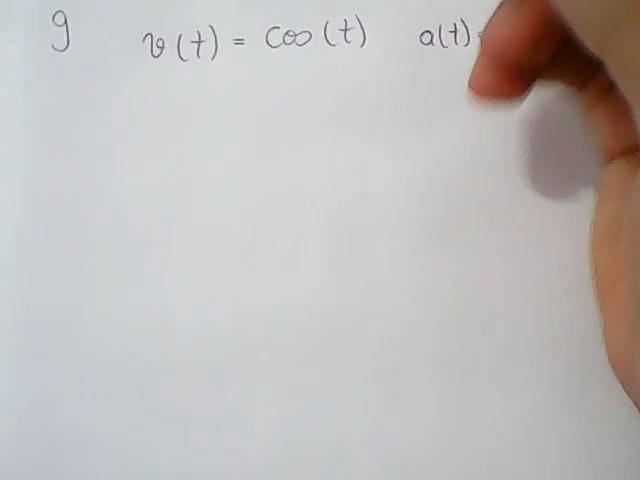 9 v(t) = cos(t) a(t)